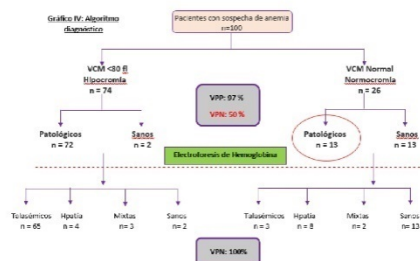 Gráfico IV: Algoritmo
diagnóstico
Pacientes con sospecha de anemia
n=100
VCM <80 fl
Hipocromía
n = 74
VCM Normal
Normocromía
n = 26
VPP: 97 %
VPN: 50 %
Patológicos
n = 72
Sanos
n = 2
Patológicos
n = 13
Sanos
n = 13
Electroforesis de Hemoglobina
Talasémicos
n = 65
Hpatía
n = 4
Mixtas
n = 3
Sanos
n = 2
Talasémicos
n = 3
Hpatía
n = 8
Mixtas
n = 2
Sanos
n = 13
VPN: 100%